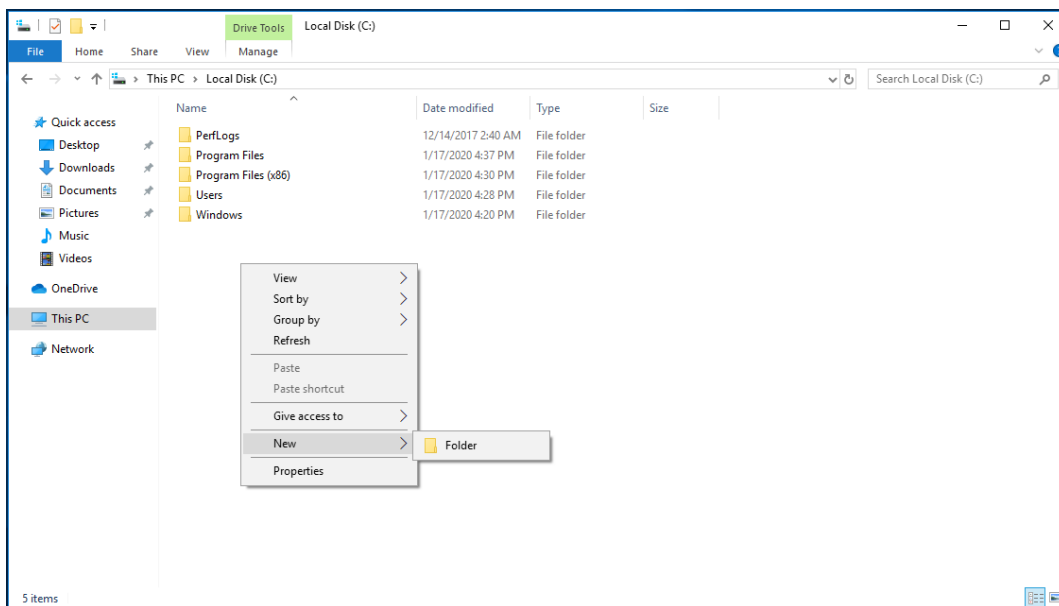 Drive Tools Local Disk (C:)
File Home Share View Manage
This PC Local Disk (C:) Search Local Disk (C:)
Name Date modified Type Size
Quick access
Desktop
Downloads
Documents
Pictures
Music
Videos
OneDrive
This PC
Network
PerfLogs 12/14/2017 2:40 AM File folder
Program Files 1/17/2020 4:37 PM File folder
Program Files (x86) 1/17/2020 4:30 PM File folder
Users 1/17/2020 4:28 PM File folder
Windows 1/17/2020 4:20 PM File folder
View
Sort by
Group by
Refresh
Paste
Paste shortcut
Give access to
New
Folder
Properties
5 items